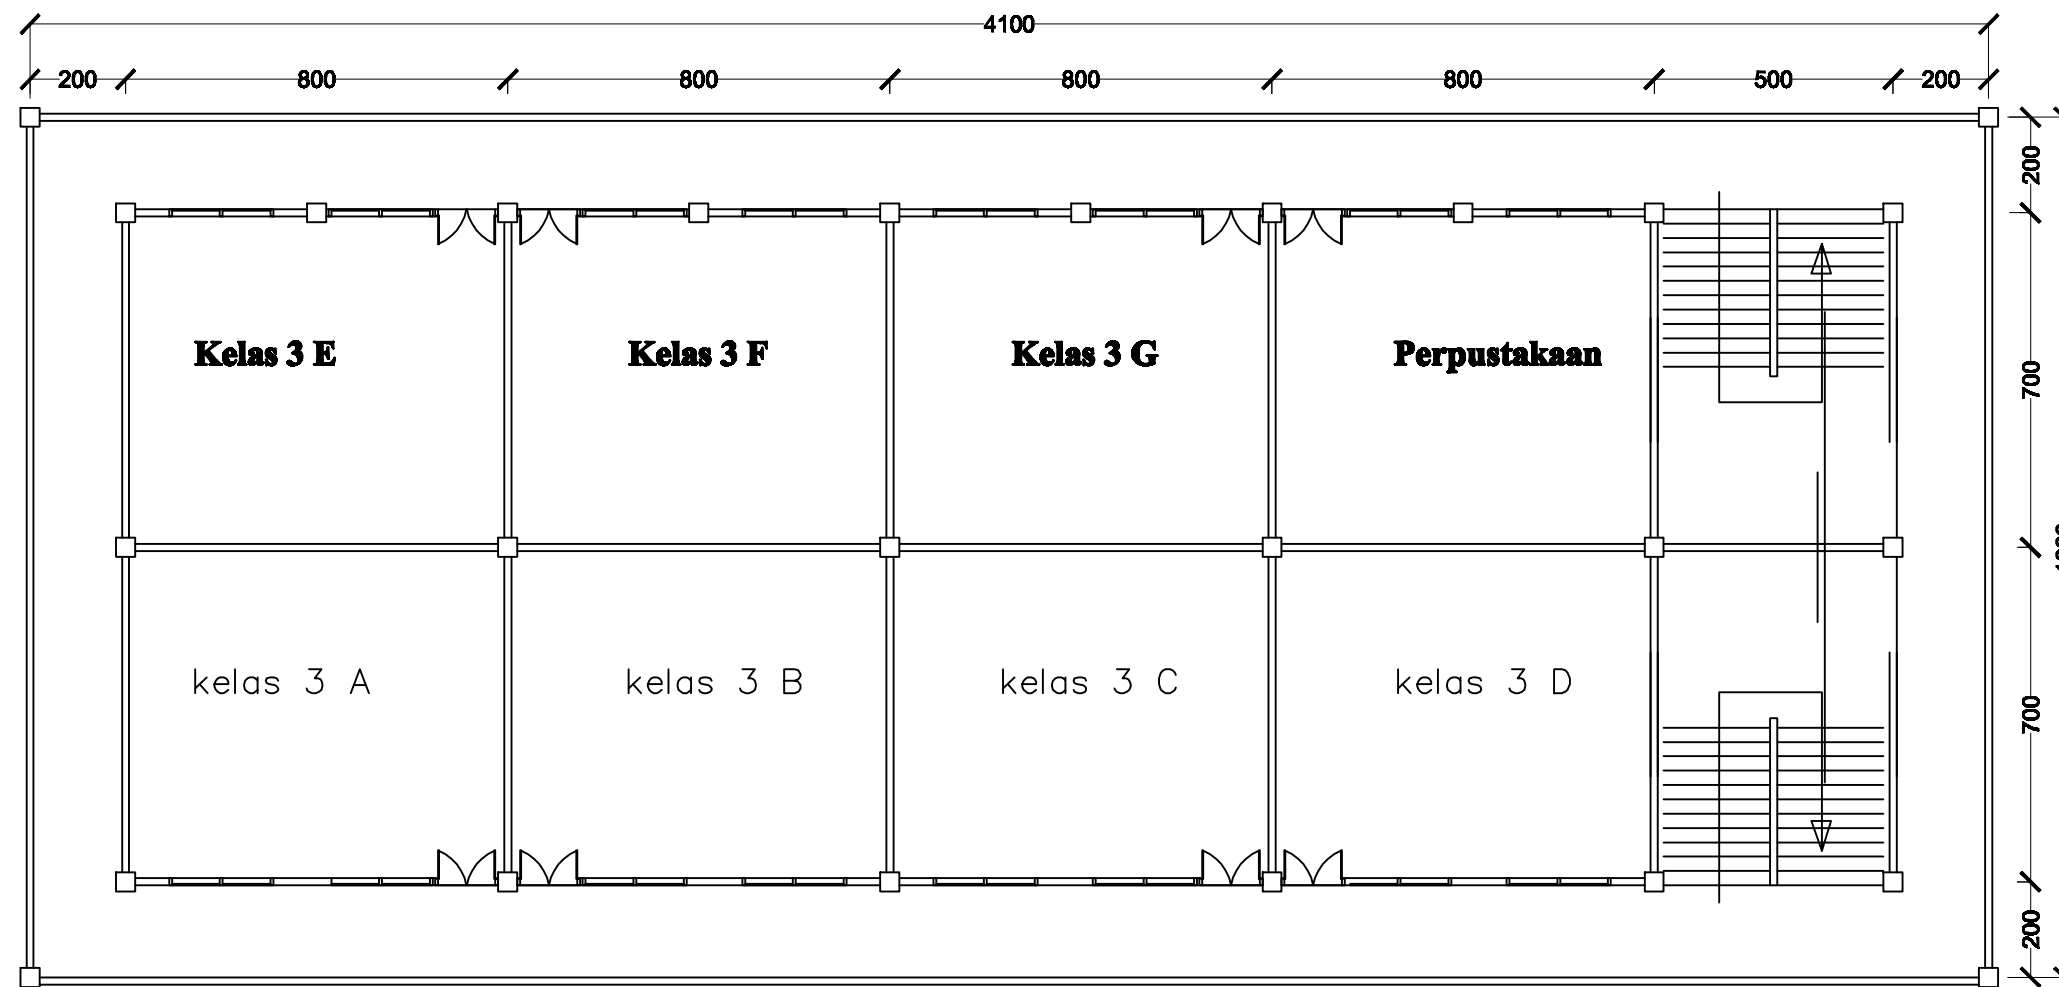 4100
200 800 800 800 800 500 200
200
Kelas 3 E Kelas 3 F Kelas 3 G Perpustakaan
700
kelas 3 A kelas 3 B kelas 3 C kelas 3 D
700
200